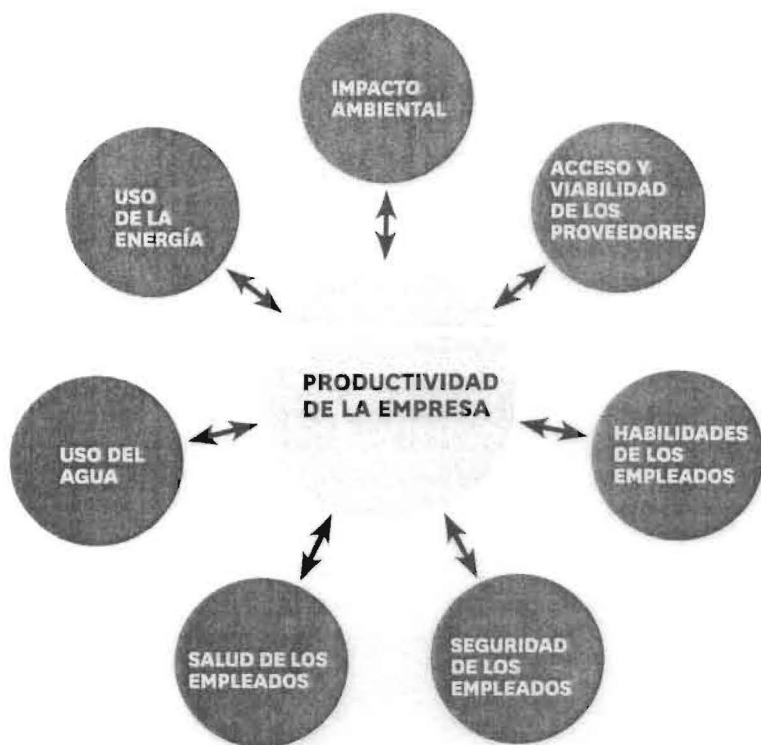 IMPACTO
AMBIENTAL
ACCESO Y
VIABILIDAD
DE LOS
PROVEEDORES
HABILIDADES
DE LOS
EMPLEADOS
SEGURIDAD
DE LOS
EMPLEADOS
SALUD DE LOS
EMPLEADOS
USO DEL
AGUA
USO
DE LA
ENERGÍA
PRODUCTIVIDAD
DE LA EMPRESA